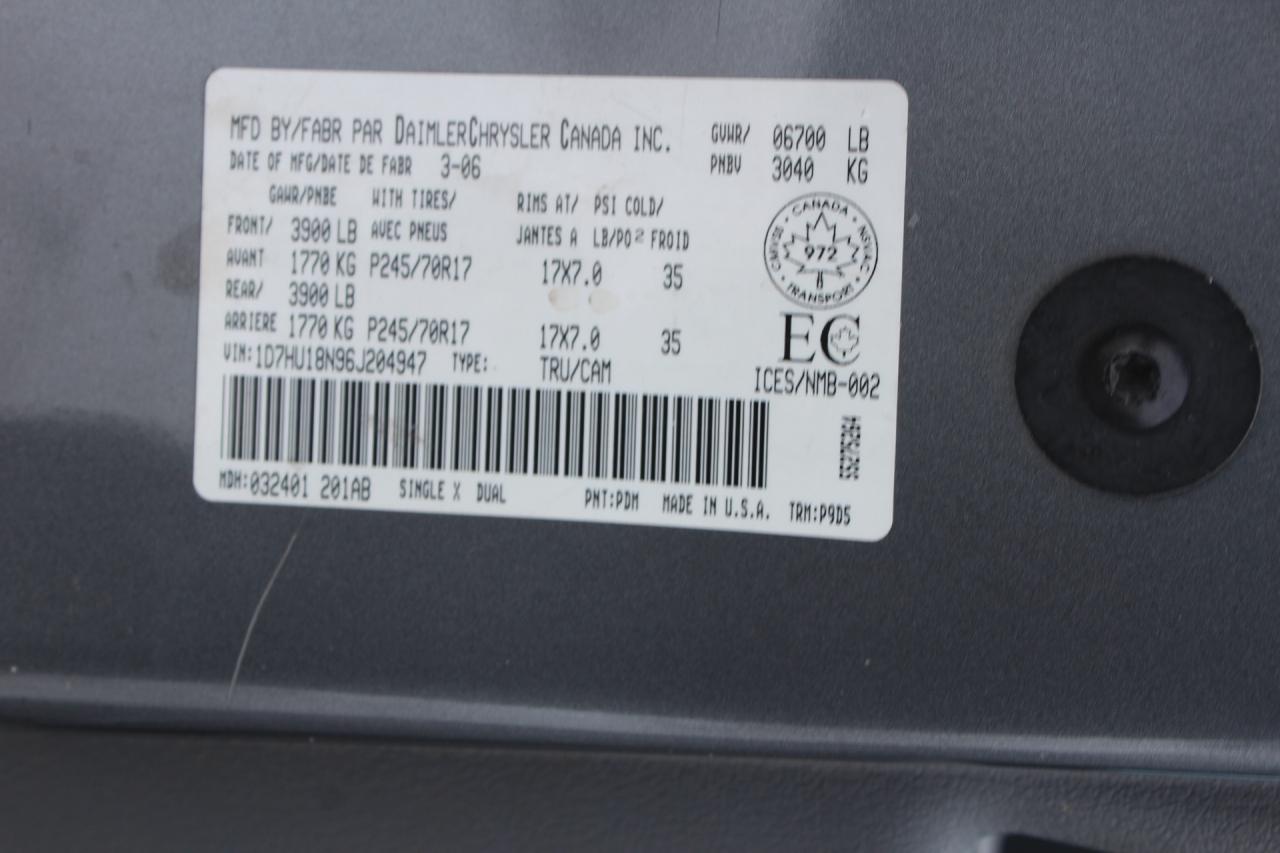 MFD BY/FABR PAR DAIMLERCHRYSLER CANADA INC. GVWR/ 06700 LB
DATE OF MFG/DATE DE FABR 3-06 PNBV 3040 KG
GAWR/PNBE WITH TIRES/ RIMS AT/ PSI COLD/
FRONT/ 3900 LB AVEC PNEUS JANTES A LB/PO² FROID
AVANT 1770 KG P245/70R17 17X7.0 35
REAR/ 3900 LB
ARRIERE 1770 KG P245/70R17 17X7.0 35
VIN:1D7HU18N96J204947 TYPE: TRU/CAM
CANADA
972
TRANSPORT
CMVSS
NSVAC
EC
ICES/NMB-002
MDH:032401 201AB SINGLE X DUAL PNT:PDM MADE IN U.S.A. TRM:P9D5